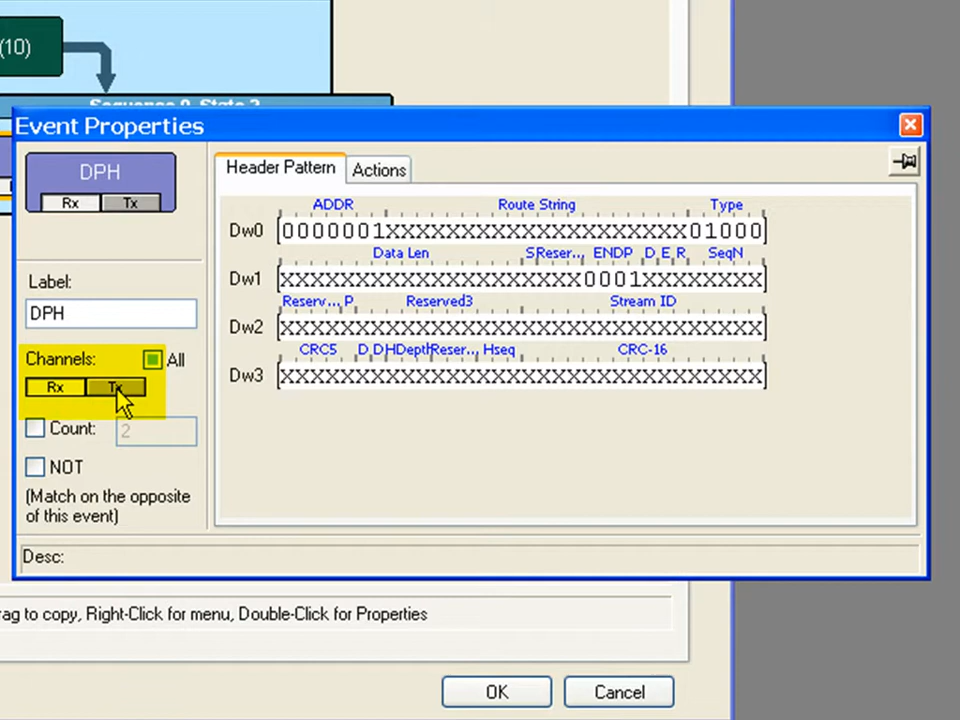 (10)
Sequence 0, State 2
Event Properties
DPH
Rx Tx
Header Pattern
Actions
ADDR Route String Type
Dw0 0000001XXXXXXXXXXXXXXXXXXXX01000
Data Len SReser... ENDP D E R SeqN
Dw1 XXXXXXXXXXXXXXXXXXXX0001XXXXXXXX
Reserv... P Reserved3 Stream ID
Dw2 XXXXXXXXXXXXXXXXXXXXXXXXXXXXXXXX
CRC5 D DHDepthReser... Hseq CRC-16
Dw3 XXXXXXXXXXXXXXXXXXXXXXXXXXXXXXXX
Label:
DPH
Channels: All
Rx Tx
Count: 2
NOT
(Match on the opposite
of this event)
Desc:
rag to copy, Right-Click for menu, Double-Click for Properties
OK Cancel